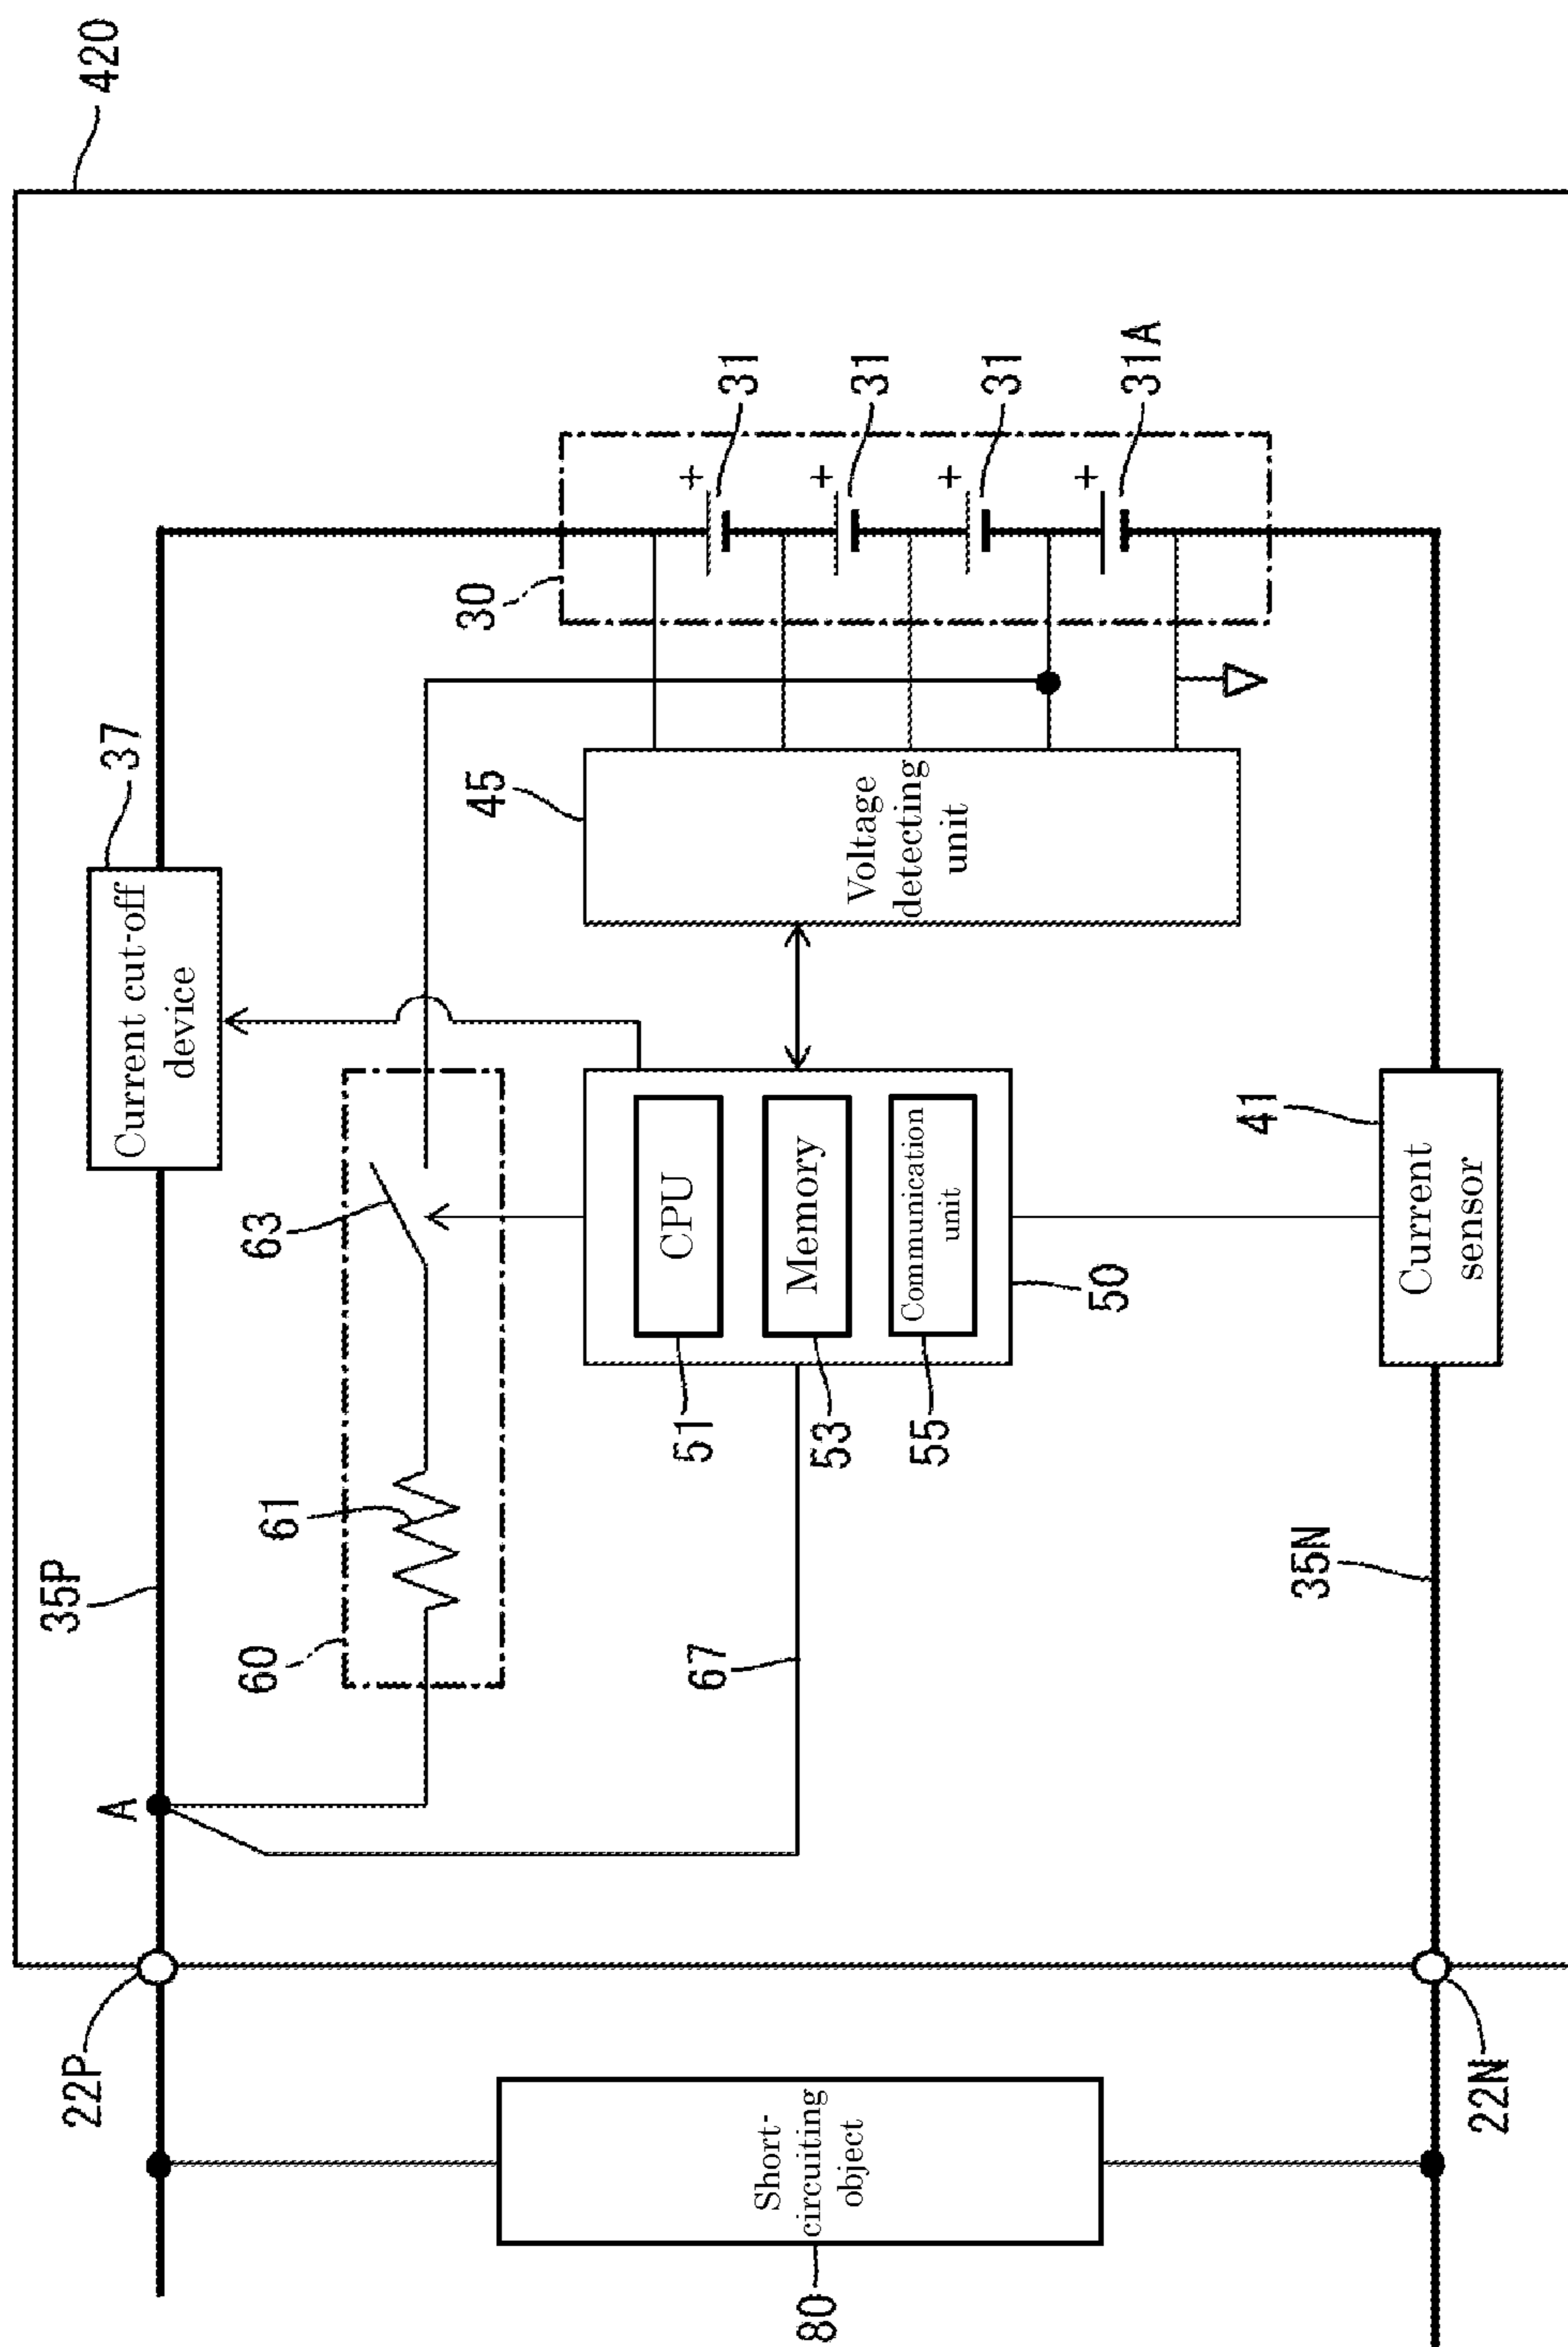 420
22P
A
35P
37
Current cut-off
device
60
61
63
30
+
31
+
31
+
31
+
31A
67
51
CPU
53
Memory
55
Communication
unit
50
45
Voltage
detecting
unit
80
Short-
circuiting
object
22N
35N
41
Current
sensor